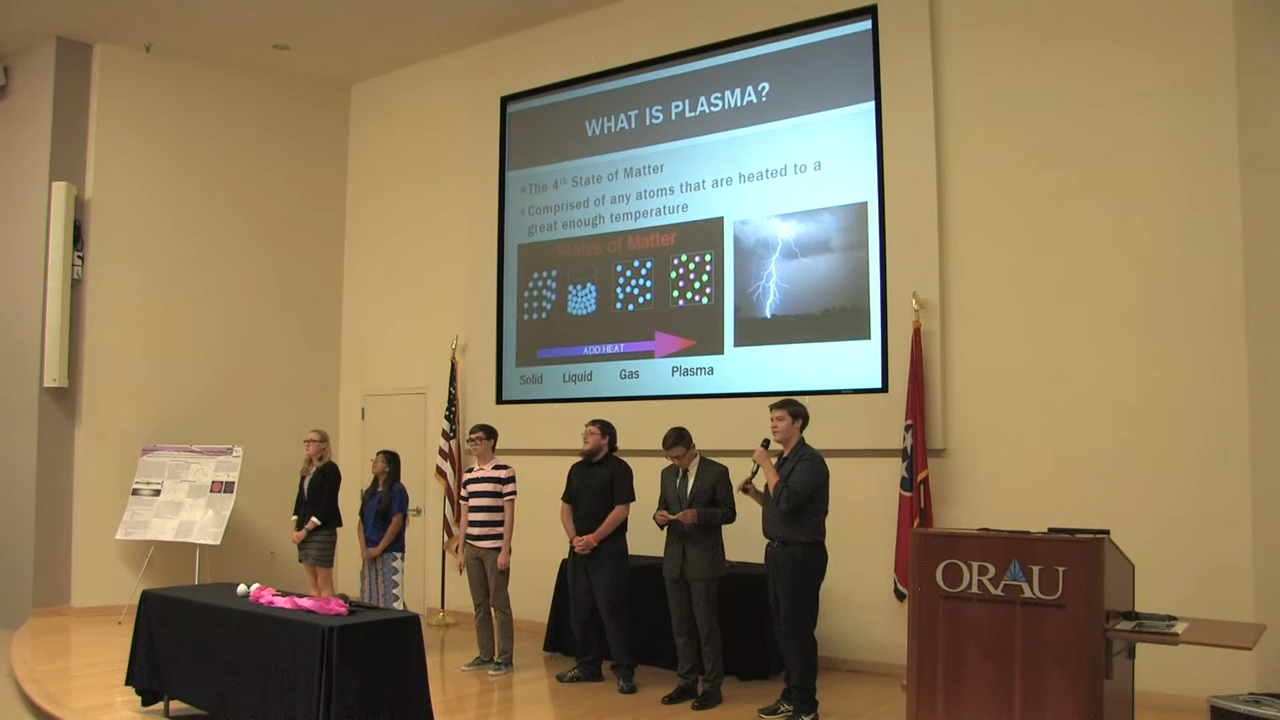 WHAT IS PLASMA?
The 4th State of Matter
Comprised of any atoms that are heated to a
great enough temperature
States of Matter
ADD HEAT
Solid Liquid Gas Plasma
ORAU